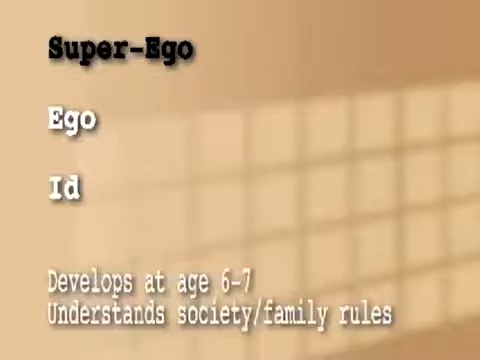 Super-Ego
Ego
Id
Develops at age 6-7
Understands society/family rules